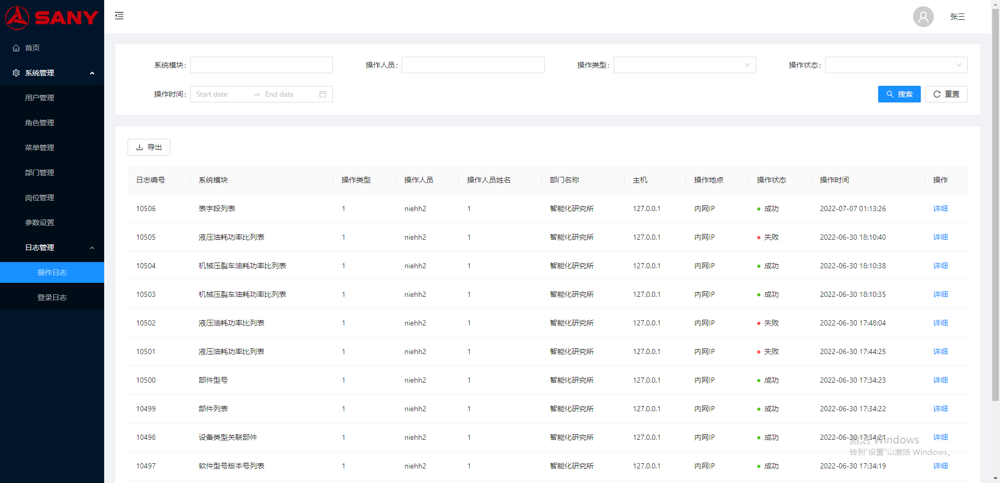 SANY
首页
系统管理
用户管理
角色管理
菜单管理
部门管理
岗位管理
参数设置
日志管理
操作日志
登录日志
张三
系统模块: 操作人员: 操作类型: 操作状态:
操作时间: Start date End date 搜索 重置
导出
日志编号 系统模块 操作类型 操作人员 操作人员姓名 部门名称 主机 操作地点 操作状态 操作时间 操作
10506 表字段列表 1 niehh2 1 智能化研究所 127.0.0.1 内网IP 成功 2022-07-07 01:13:26 详细
10505 液压油耗功率比列表 1 niehh2 1 智能化研究所 127.0.0.1 内网IP 失败 2022-06-30 18:10:40 详细
10504 机械压裂车油耗功率比列表 1 niehh2 1 智能化研究所 127.0.0.1 内网IP 成功 2022-06-30 18:10:38 详细
10503 机械压裂车油耗功率比列表 1 niehh2 1 智能化研究所 127.0.0.1 内网IP 成功 2022-06-30 18:10:35 详细
10502 液压油耗功率比列表 1 niehh2 1 智能化研究所 127.0.0.1 内网IP 失败 2022-06-30 17:48:04 详细
10501 液压油耗功率比列表 1 niehh2 1 智能化研究所 127.0.0.1 内网IP 失败 2022-06-30 17:44:25 详细
10500 部件型号 1 niehh2 1 智能化研究所 127.0.0.1 内网IP 成功 2022-06-30 17:34:23 详细
10499 部件列表 1 niehh2 1 智能化研究所 127.0.0.1 内网IP 成功 2022-06-30 17:34:22 详细
10498 设备类型关联部件 1 niehh2 1 智能化研究所 127.0.0.1 内网IP 成功 2022-06-30 17:34:21 详细
10497 软件型号版本号列表 1 niehh2 1 智能化研究所 127.0.0.1 内网IP 成功 2022-06-30 17:34:19 详细
激活 Windows
转到"设置"以激活 Windows。